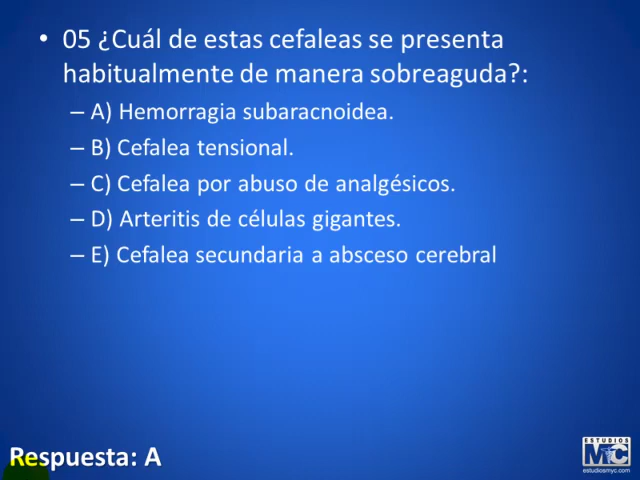 • 05 ¿Cuál de estas cefaleas se presenta
habitualmente de manera sobreaguda?:
– A) Hemorragia subaracnoidea.
– B) Cefalea tensional.
– C) Cefalea por abuso de analgésicos.
– D) Arteritis de células gigantes.
– E) Cefalea secundaria a absceso cerebral
Respuesta: A
ESTUDIOS
MYC
estudiosmyc.com